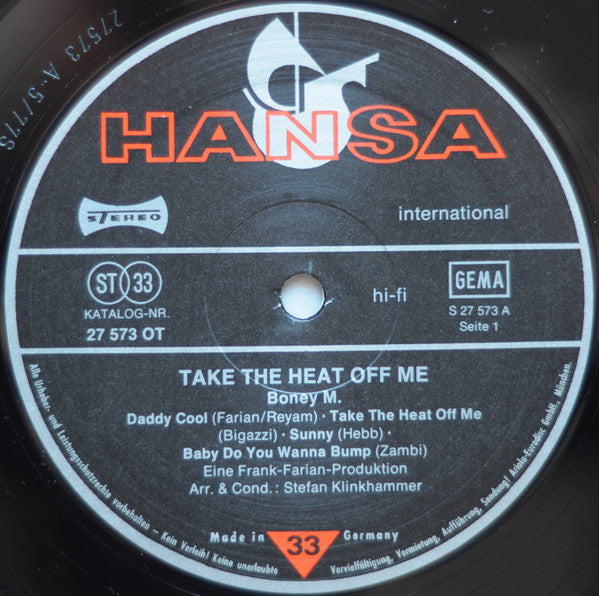 27573 A-5/77S
HANSA
STEREO
international
ST 33
KATALOG-NR.
27 573 OT
hi-fi
GEMA
S 27 573 A
Seite 1
TAKE THE HEAT OFF ME
Boney M.
Daddy Cool (Farian/Reyam) · Take The Heat Off Me
(Bigazzi) · Sunny (Hebb) ·
Baby Do You Wanna Bump (Zambi)
Eine Frank-Farian-Produktion
Arr. & Cond.: Stefan Klinkhammer
Made in Germany
33
Alle Urheber- und Leistungsschutzrechte vorbehalten – Kein Verleih! Keine unerlaubte Vervielfältigung, Vermietung, Aufführung, Sendung! Ariola-Eurodisc GmbH, München.